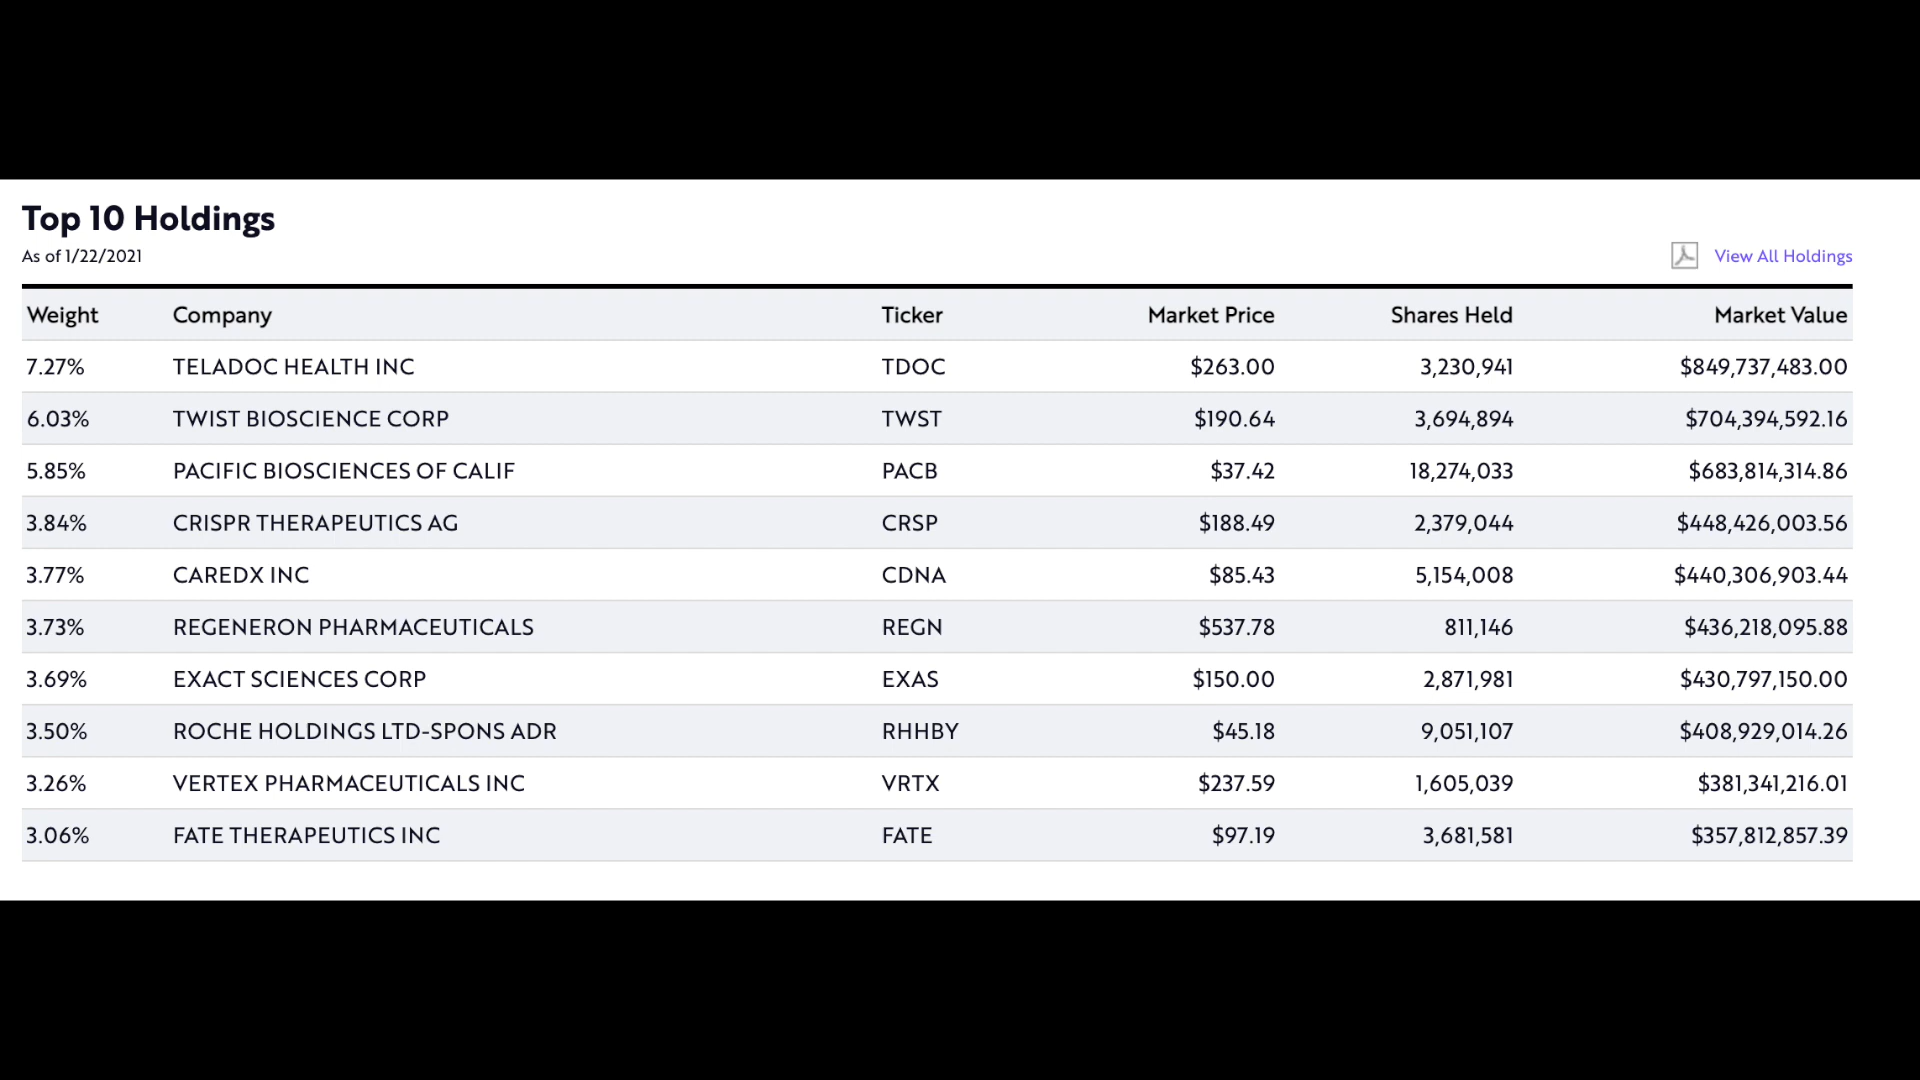 Top 10 Holdings
As of 1/22/2021
View All Holdings
Weight Company Ticker Market Price Shares Held Market Value
7.27% TELADOC HEALTH INC TDOC $263.00 3,230,941 $849,737,483.00
6.03% TWIST BIOSCIENCE CORP TWST $190.64 3,694,894 $704,394,592.16
5.85% PACIFIC BIOSCIENCES OF CALIF PACB $37.42 18,274,033 $683,814,314.86
3.84% CRISPR THERAPEUTICS AG CRSP $188.49 2,379,044 $448,426,003.56
3.77% CAREDX INC CDNA $85.43 5,154,008 $440,306,903.44
3.73% REGENERON PHARMACEUTICALS REGN $537.78 811,146 $436,218,095.88
3.69% EXACT SCIENCES CORP EXAS $150.00 2,871,981 $430,797,150.00
3.50% ROCHE HOLDINGS LTD-SPONS ADR RHHBY $45.18 9,051,107 $408,929,014.26
3.26% VERTEX PHARMACEUTICALS INC VRTX $237.59 1,605,039 $381,341,216.01
3.06% FATE THERAPEUTICS INC FATE $97.19 3,681,581 $357,812,857.39